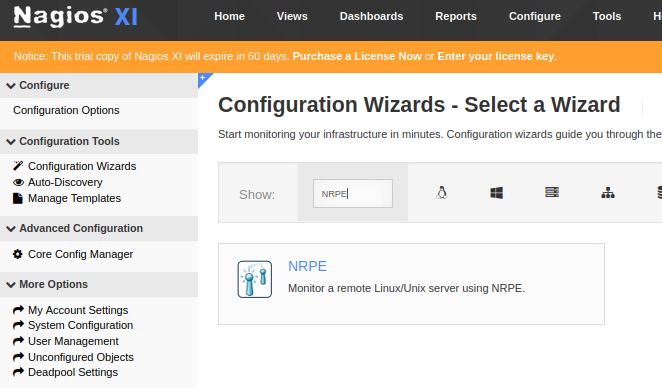 Nagios® XI
Home Views Dashboards Reports Configure Tools H
Notice: This trial copy of Nagios XI will expire in 60 days. Purchase a License Now or Enter your license key.
Configure
Configuration Options
Configuration Tools
Configuration Wizards
Auto-Discovery
Manage Templates
Advanced Configuration
Core Config Manager
More Options
My Account Settings
System Configuration
User Management
Unconfigured Objects
Deadpool Settings
Configuration Wizards - Select a Wizard
Start monitoring your infrastructure in minutes. Configuration wizards guide you through the
Show: NRPE
NRPE
Monitor a remote Linux/Unix server using NRPE.